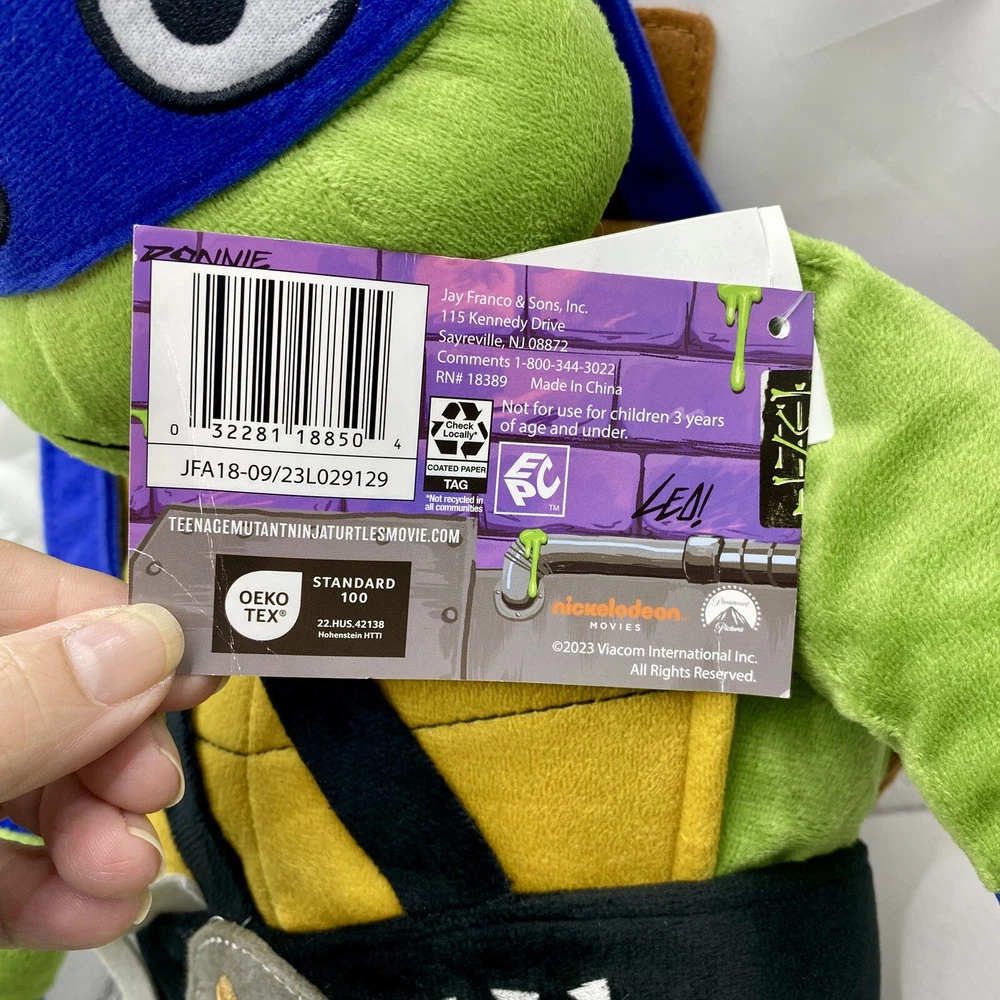 DONNIE
0 32281 18850 4
JFA18-09/23L029129
Jay Franco & Sons, Inc.
115 Kennedy Drive
Sayreville, NJ 08872
Comments 1-800-344-3022
RN# 18389 Made In China
Not for use for children 3 years
of age and under.
Check
Locally*
COATED PAPER
TAG
*Not recycled in
all communities
EPC
TM
LEO!
TEENAGEMUTANTNINJATURTLESMOVIE.COM
OEKO
TEX®
STANDARD
100
22.HUS.42138
Hohenstein HTTI
nickelodeon
MOVIES
Paramount
Pictures
©2023 Viacom International Inc.
All Rights Reserved.